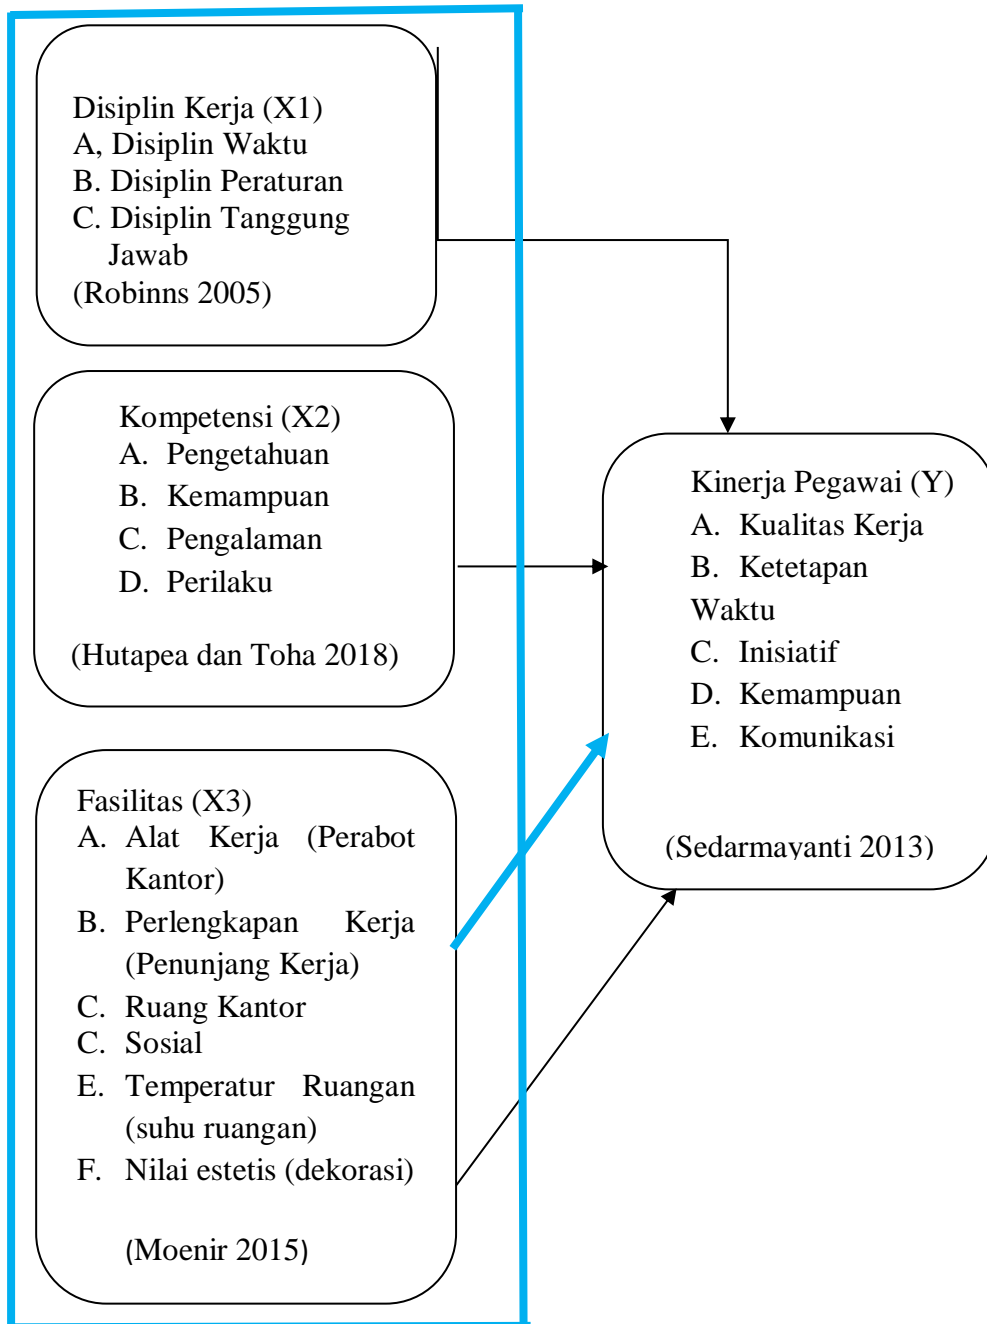 Disiplin Kerja (X1)
A, Disiplin Waktu
B. Disiplin Peraturan
C. Disiplin Tanggung
Jawab
(Robinns 2005)
Kompetensi (X2)
A. Pengetahuan
B. Kemampuan
C. Pengalaman
D. Perilaku
(Hutapea dan Toha 2018)
Fasilitas (X3)
A. Alat Kerja (Perabot
Kantor)
B. Perlengkapan Kerja
(Penunjang Kerja)
C. Ruang Kantor
C. Sosial
E. Temperatur Ruangan
(suhu ruangan)
F. Nilai estetis (dekorasi)
(Moenir 2015)
Kinerja Pegawai (Y)
A. Kualitas Kerja
B. Ketetapan
Waktu
C. Inisiatif
D. Kemampuan
E. Komunikasi
(Sedarmayanti 2013)